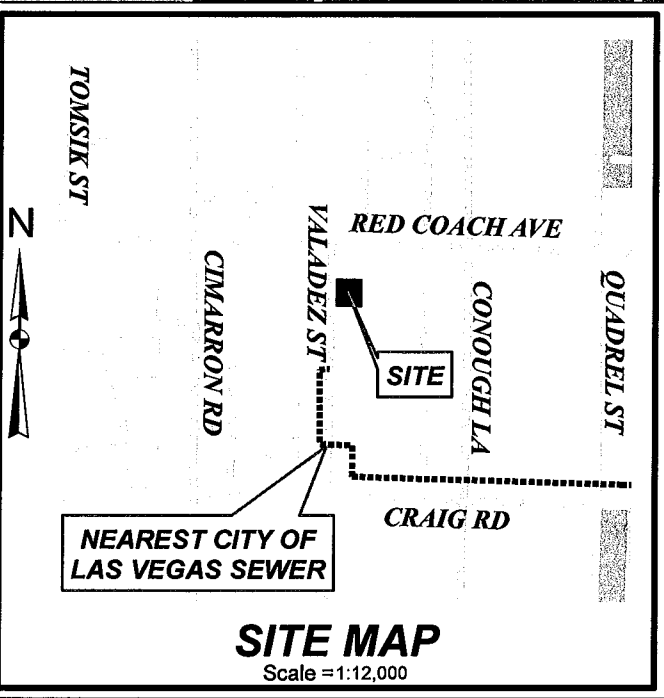 TOMSIK ST
N
CIMARRON RD
VALADEZ ST
RED COACH AVE
SITE
CONOUGH LA
QUADREL ST
CRAIG RD
NEAREST CITY OF
LAS VEGAS SEWER
SITE MAP
Scale =1:12,000